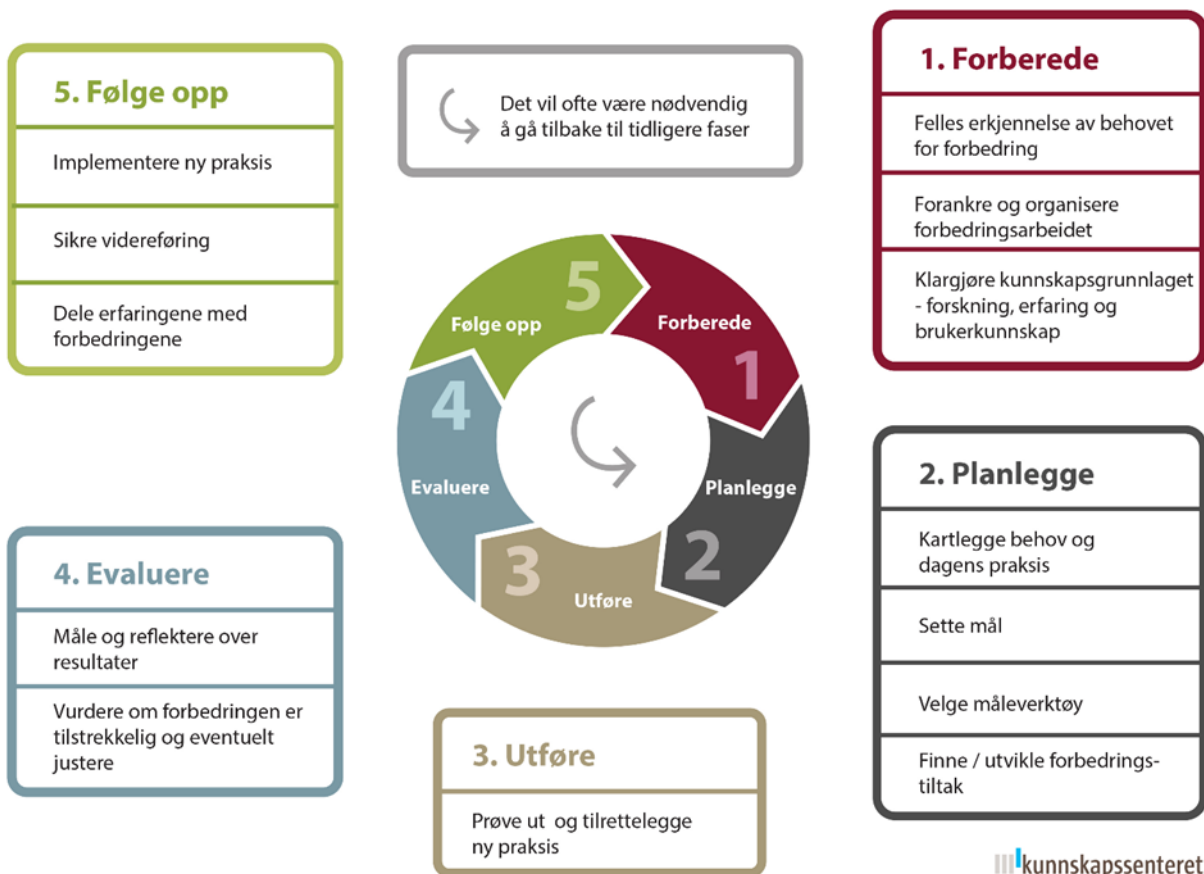 1. Forberede
Felles erkjennelse av behovet
for forbedring
Forankre og organisere
forbedringsarbeidet
Klargjøre kunnskapsgrunnlaget
- forskning, erfaring og
brukerkunnskap
2. Planlegge
Kartlegge behov og
dagens praksis
Sette mål
Velge måleverktøy
Finne / utvikle forbedrings-
tiltak
3. Utføre
Prøve ut og tilrettelegge
ny praksis
4. Evaluere
Måle og reflektere over
resultater
Vurdere om forbedringen er
tilstrekkelig og eventuelt
justere
5. Følge opp
Implementere ny praksis
Sikre videreføring
Dele erfaringene med
forbedringene
Det vil ofte være nødvendig
å gå tilbake til tidligere faser
Forberede
1
Planlegge
2
3
Utføre
4
Evaluere
5
Følge opp
kunnskapssenteret